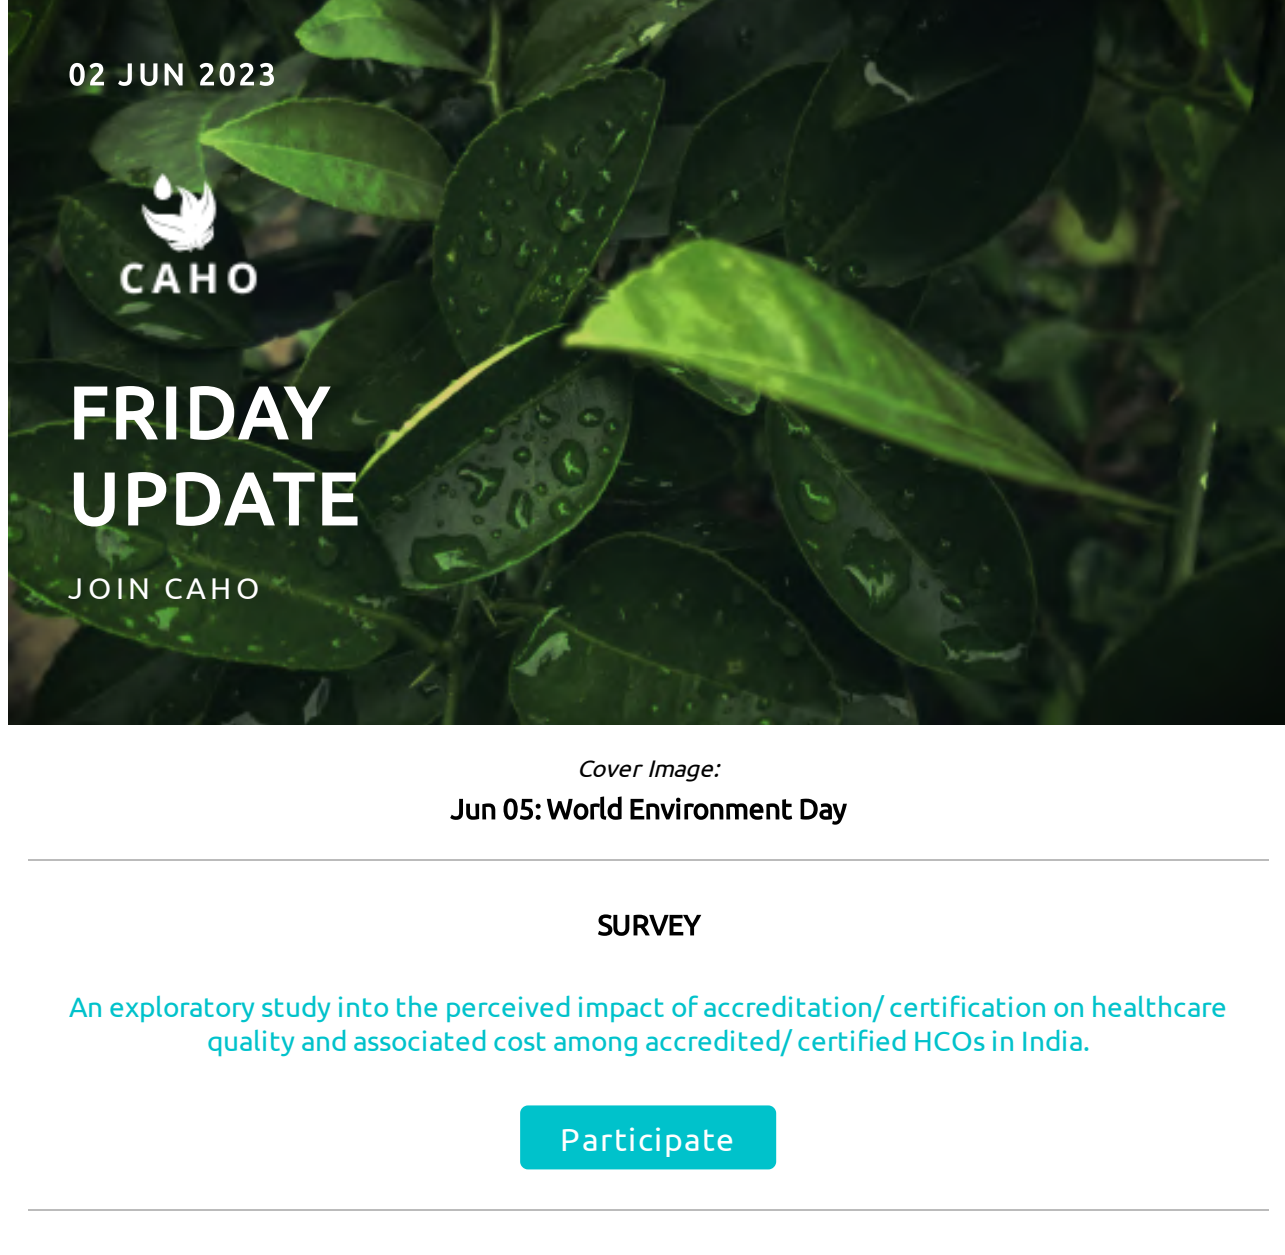 02 JUN 2023
CAHO
FRIDAY
UPDATE
JOIN CAHO
Cover Image:
Jun 05: World Environment Day
SURVEY
An exploratory study into the perceived impact of accreditation/ certification on healthcare
quality and associated cost among accredited/ certified HCOs in India.
Participate